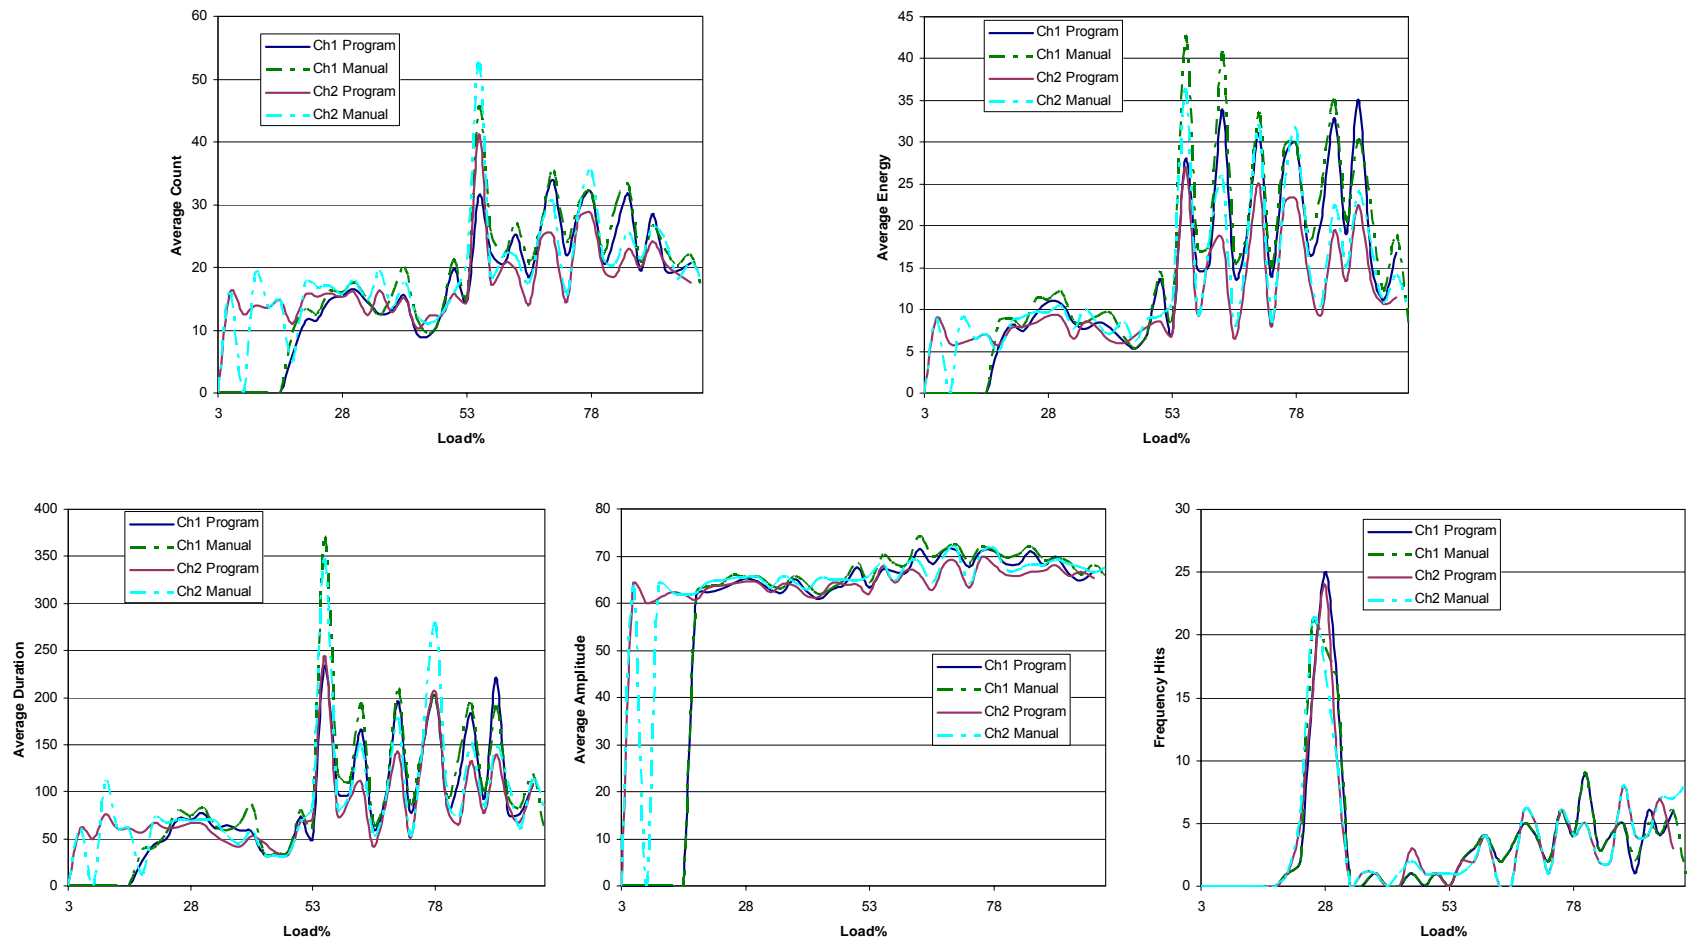 60
50
40
30
20
10
0
Average Count
Ch1 Program
Ch1 Manual
Ch2 Program
Ch2 Manual
3 28 53 78
Load%
45
40
35
30
25
20
15
10
5
0
Average Energy
Ch1 Program
Ch1 Manual
Ch2 Program
Ch2 Manual
3 28 53 78
Load%
400
350
300
250
200
150
100
50
0
Average Duration
Ch1 Program
Ch1 Manual
Ch2 Program
Ch2 Manual
3 28 53 78
Load%
80
70
60
50
40
30
20
10
0
Average Amplitude
Ch1 Program
Ch1 Manual
Ch2 Program
Ch2 Manual
3 28 53 78
Load%
30
25
20
15
10
5
0
Frequency Hits
Ch1 Program
Ch1 Manual
Ch2 Program
Ch2 Manual
3 28 53 78
Load%